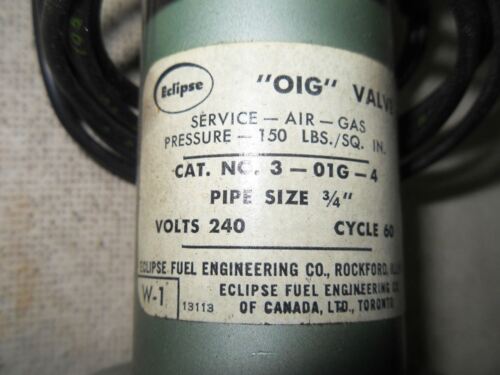 Eclipse
"OIG" VALVE
SERVICE — AIR — GAS
PRESSURE — 150 LBS./SQ. IN.
CAT. NO. 3 — 01G — 4
PIPE SIZE 3/4"
VOLTS 240 CYCLE 60
ECLIPSE FUEL ENGINEERING CO., ROCKFORD,
W-1
13113
ECLIPSE FUEL ENGINEERING CO.
OF CANADA, LTD., TORONTO